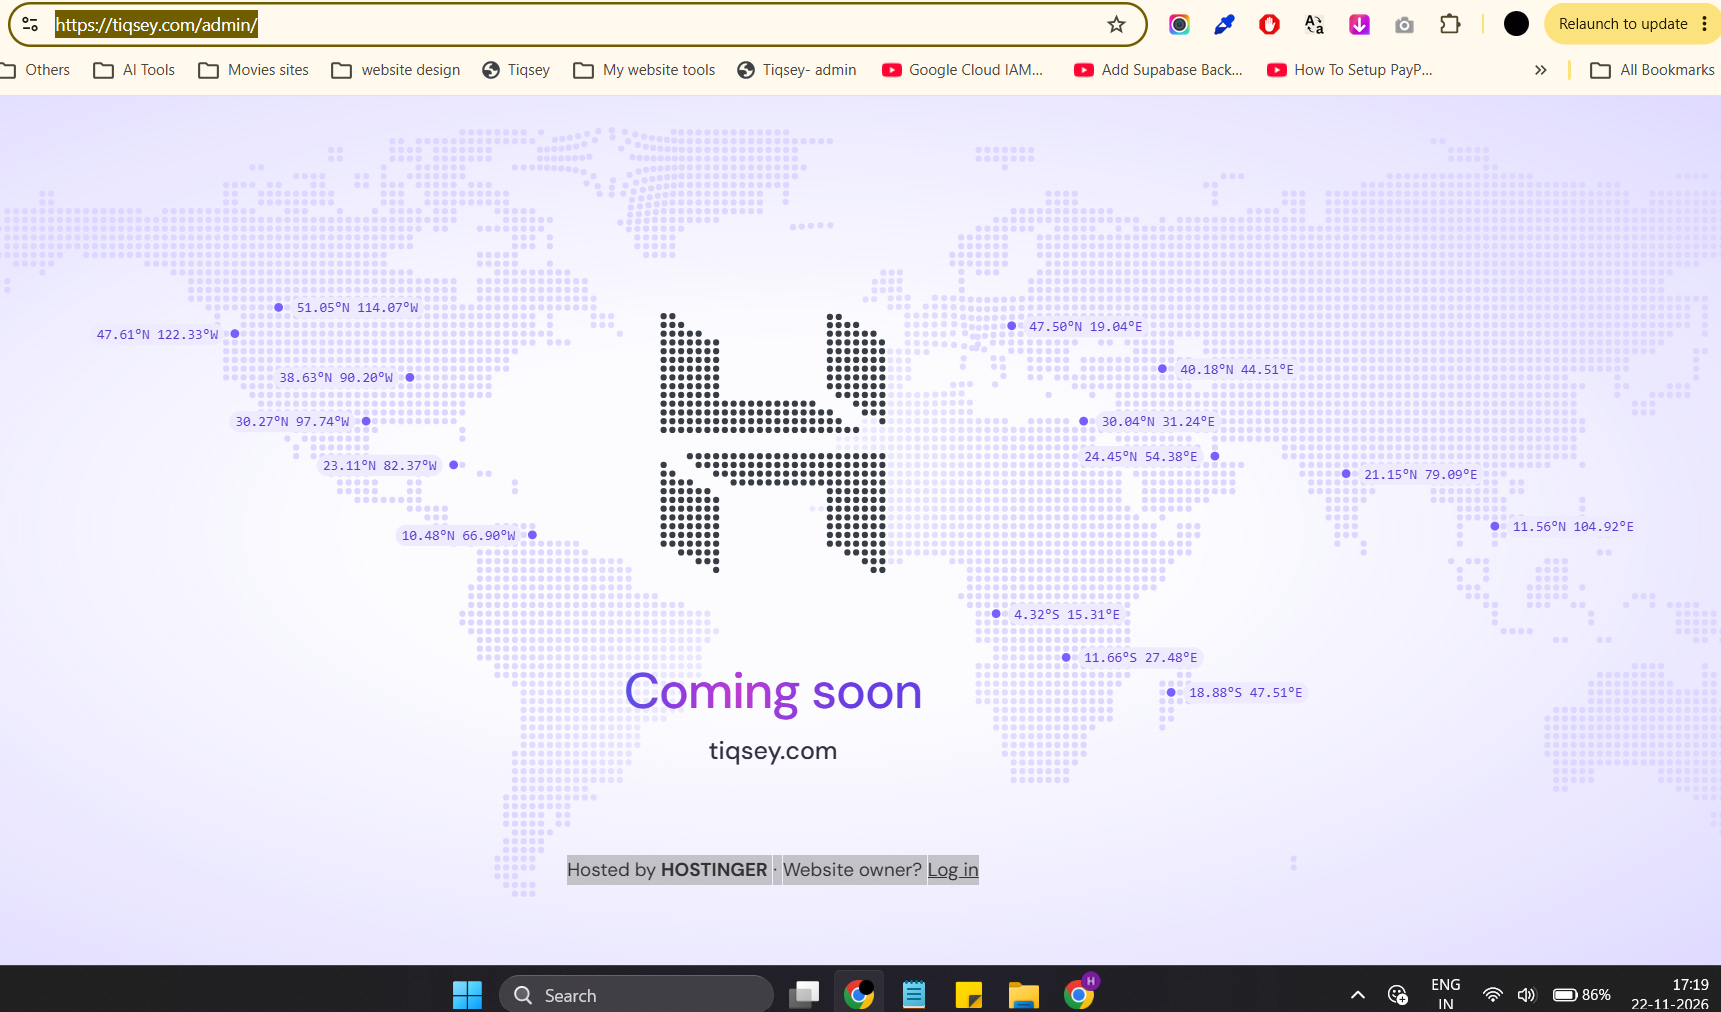 https://tiqsey.com/admin/
Relaunch to update
Others
AI Tools
Movies sites
website design
Tiqsey
My website tools
Tiqsey- admin
Google Cloud IAM...
Add Supabase Back...
How To Setup PayP...
All Bookmarks
51.05°N 114.07°W
47.61°N 122.33°W
47.50°N 19.04°E
38.63°N 90.20°W
40.18°N 44.51°E
30.27°N 97.74°W
30.04°N 31.24°E
24.45°N 54.38°E
23.11°N 82.37°W
21.15°N 79.09°E
11.56°N 104.92°E
10.48°N 66.90°W
4.32°S 15.31°E
11.66°S 27.48°E
18.88°S 47.51°E
Coming soon
tiqsey.com
Hosted by HOSTINGER · Website owner? Log in
Search
H
ENG
IN
86%
17:19
22-11-2026